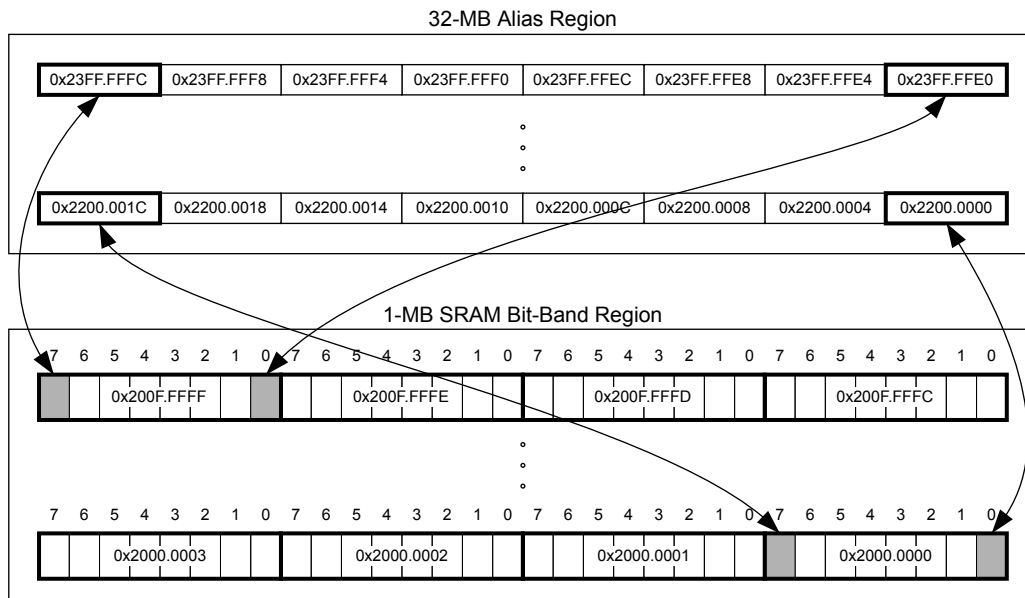 32-MB Alias Region
0x23FF.FFFC 0x23FF.FFF8 0x23FF.FFF4 0x23FF.FFF0 0x23FF.FFEC 0x23FF.FFE8 0x23FF.FFE4 0x23FF.FFE0
0x2200.001C 0x2200.0018 0x2200.0014 0x2200.0010 0x2200.000C 0x2200.0008 0x2200.0004 0x2200.0000
1-MB SRAM Bit-Band Region
7 6 5 4 3 2 1 0 7 6 5 4 3 2 1 0 7 6 5 4 3 2 1 0 7 6 5 4 3 2 1 0
0x200F.FFFF 0x200F.FFFE 0x200F.FFFD 0x200F.FFFC
7 6 5 4 3 2 1 0 7 6 5 4 3 2 1 0 7 6 5 4 3 2 1 0 7 6 5 4 3 2 1 0
0x2000.0003 0x2000.0002 0x2000.0001 0x2000.0000